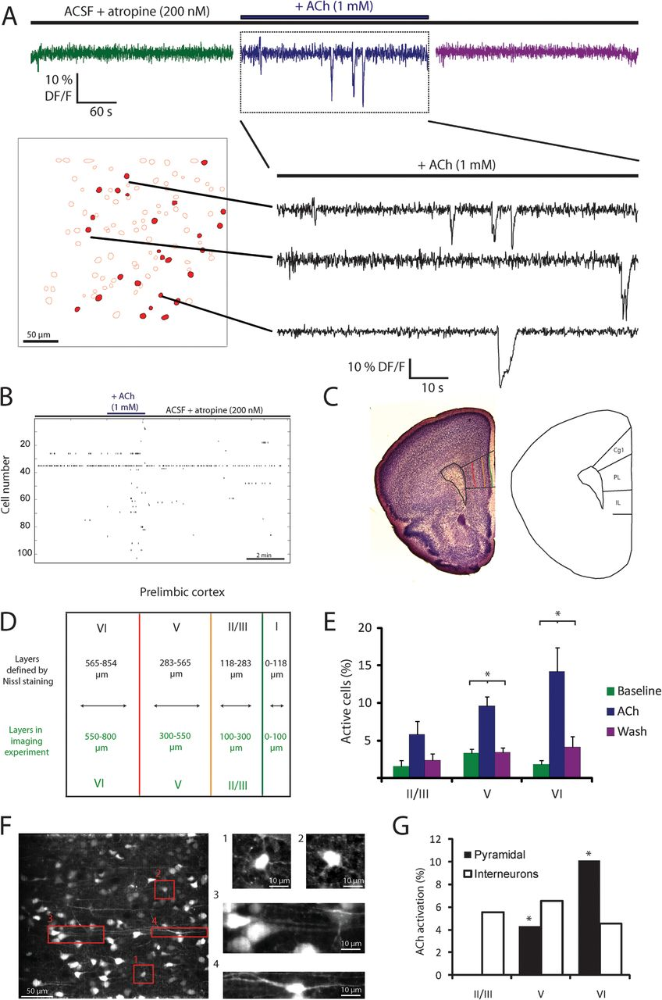 A
ACSF + atropine (200 nM)
+ ACh (1 mM)
10 %
DF/F
60 s
+ ACh (1 mM)
50 µm
10 % DF/F
10 s
B
+ ACh
(1 mM)
ACSF + atropine (200 nM)
Cell number
20
40
60
80
100
2 min
C
Cg1
PL
IL
Prelimbic cortex
D
VI V II/III I
Layers
defined by
Nissl staining
565-854
µm
283-565
µm
118-283
µm
0-118
µm
Layers in
imaging
experiment
550-800
µm
300-550
µm
100-300
µm
0-100
µm
VI V II/III
E
Active cells (%)
20
15
10
5
*
*
II/III V VI
Baseline
ACh
Wash
F
2
3
4
1
50 µm
1
10 µm
2
10 µm
3
10 µm
4
10 µm
G
ACh activation (%)
12
10
8
6
4
2
0
Pyramidal
Interneurons
*
*
II/III V VI